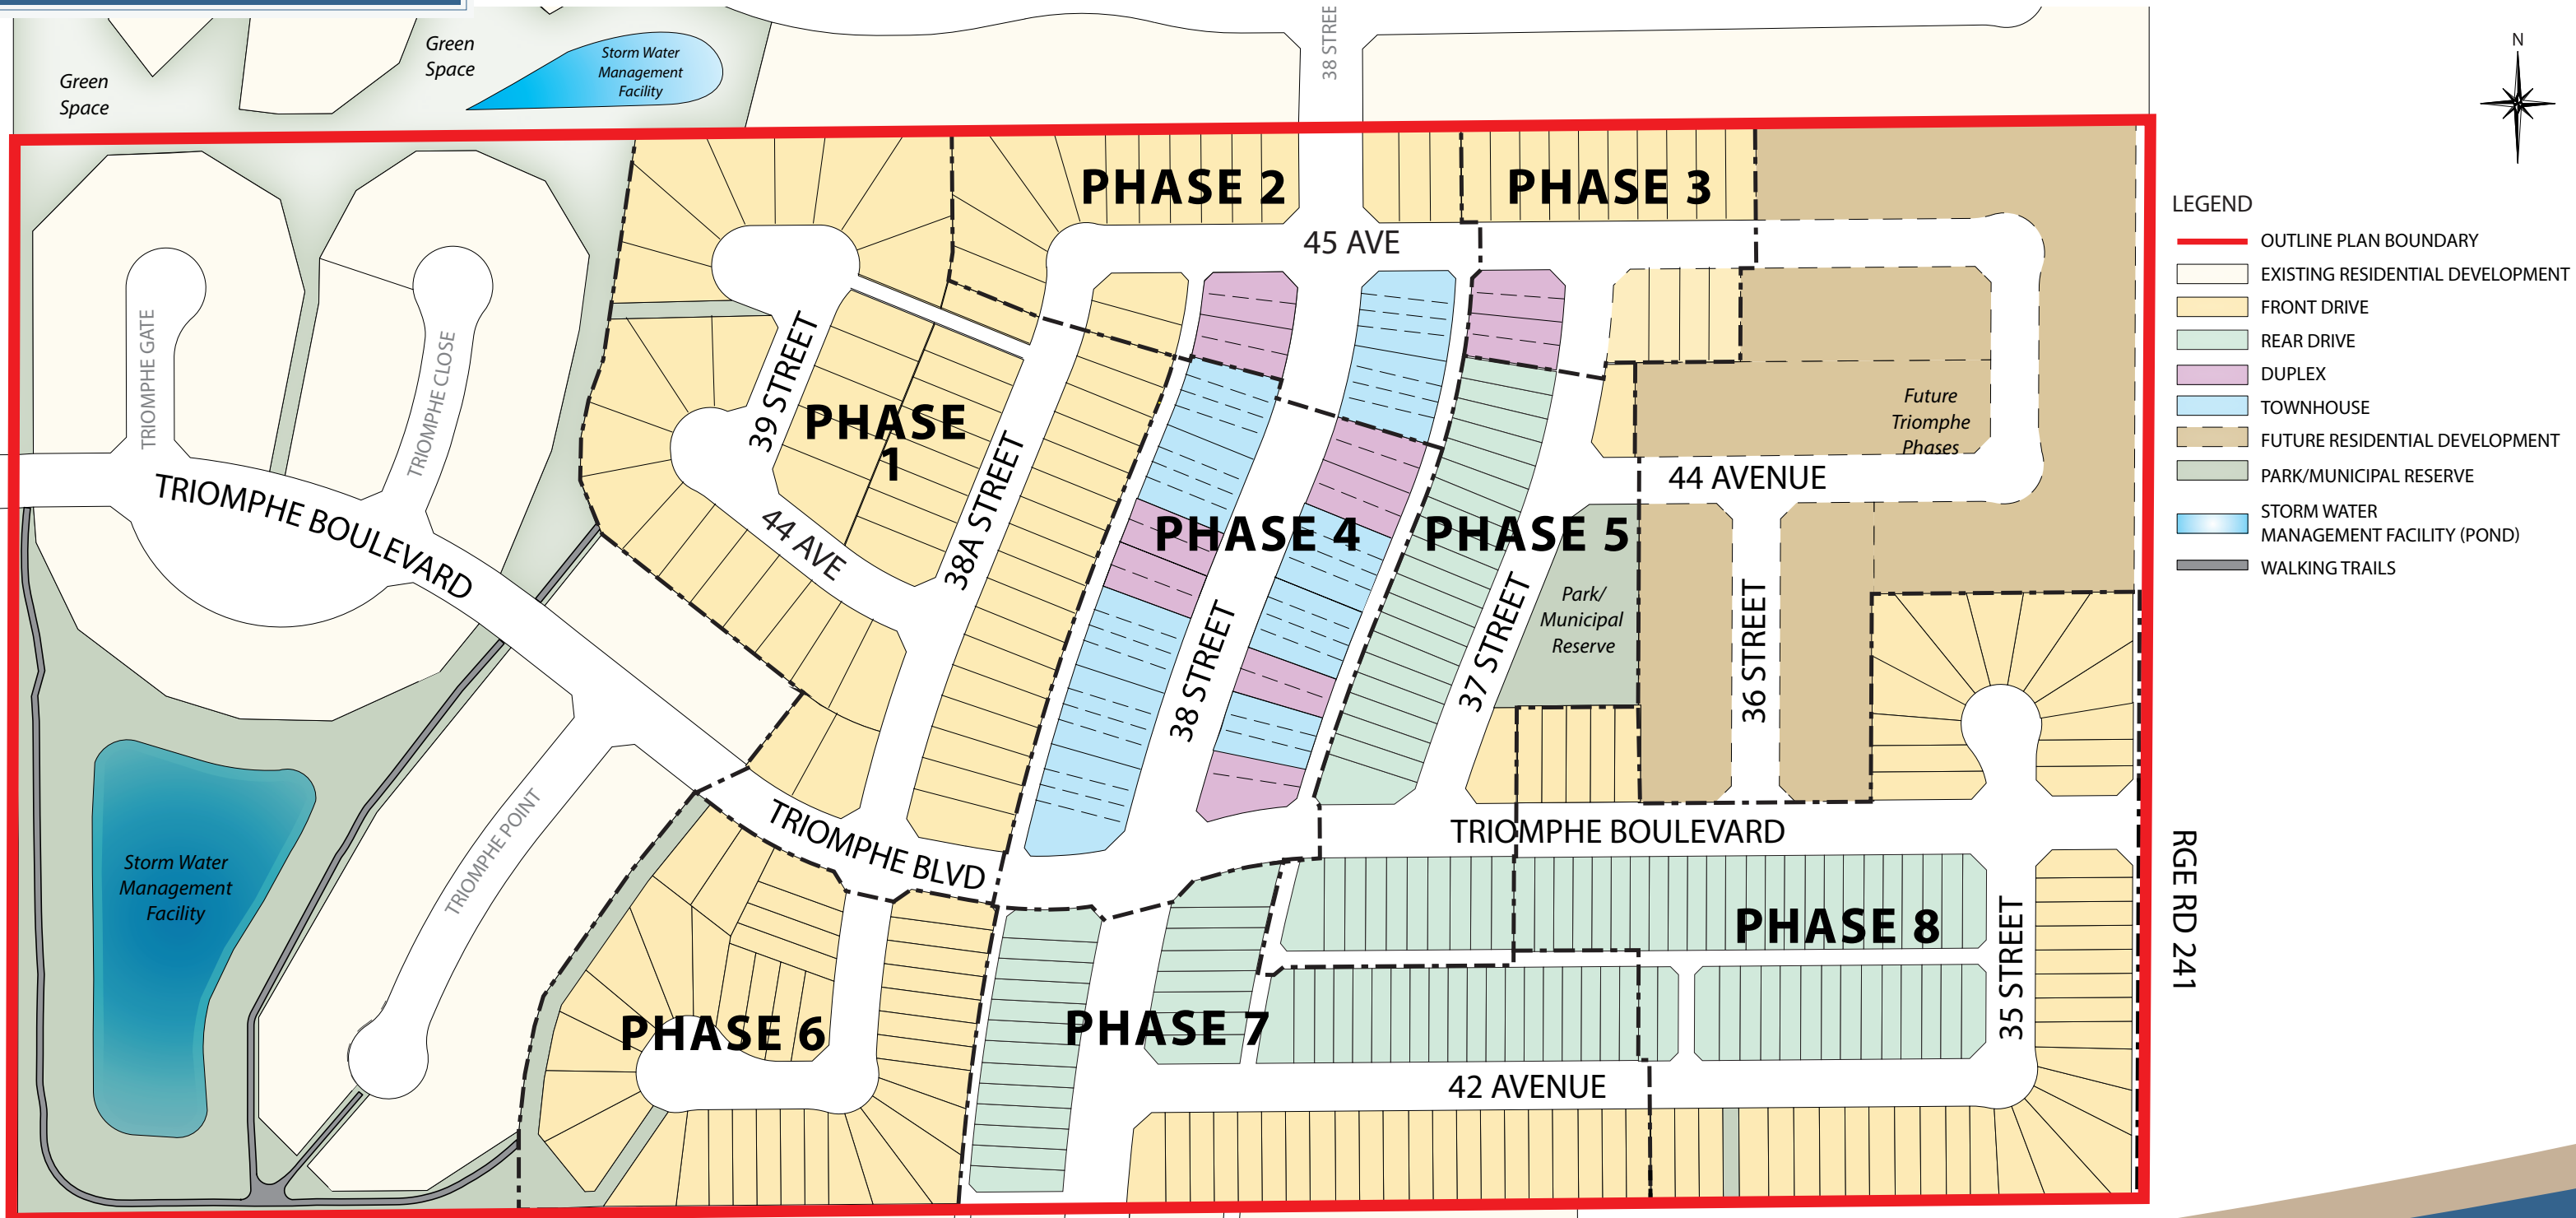 Green
Space
Green
Space
Storm Water
Management
Facility
38 STREE
N
PHASE 2
PHASE 3
45 AVE
LEGEND
OUTLINE PLAN BOUNDARY
EXISTING RESIDENTIAL DEVELOPMENT
FRONT DRIVE
REAR DRIVE
DUPLEX
TOWNHOUSE
FUTURE RESIDENTIAL DEVELOPMENT
PARK/MUNICIPAL RESERVE
STORM WATER
MANAGEMENT FACILITY (POND)
WALKING TRAILS
TRIOMPHE GATE
TRIOMPHE CLOSE
39 STREET
PHASE
1
Future
Triomphe
Phases
TRIOMPHE BOULEVARD
44 AVE
38A STREET
PHASE 4
PHASE 5
44 AVENUE
Park/
Municipal
Reserve
38 STREET
37 STREET
36 STREET
Storm Water
Management
Facility
TRIOMPHE POINT
TRIOMPHE BLVD
TRIOMPHE BOULEVARD
RGE RD 241
PHASE 6
PHASE 7
PHASE 8
35 STREET
42 AVENUE